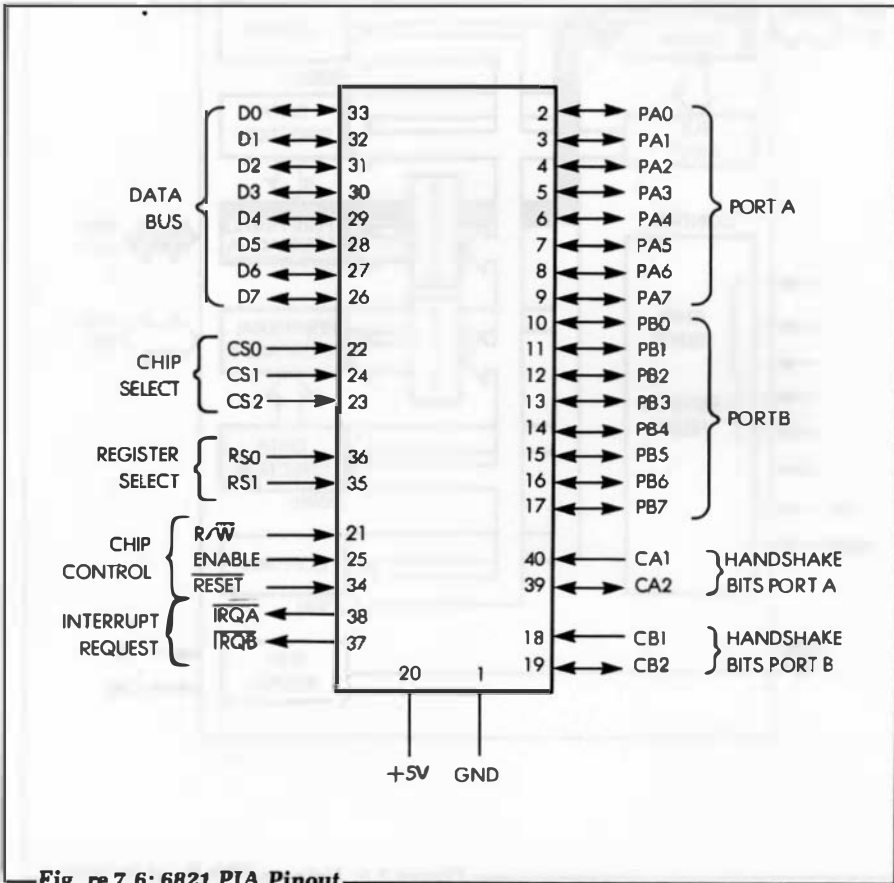 D0 33 2 PA0
D1 32 3 PA1
D2 31 4 PA2
D3 30 5 PA3
DATA
BUS
PORT A
D4 29 6 PA4
D5 28 7 PA5
D6 27 8 PA6
D7 26 9 PA7
10 PB0
CS0 22 11 PB1
CHIP
SELECT
CS1 24 12 PB2
CS2 23 13 PB3
PORT B
14 PB4
REGISTER
SELECT
RS0 36 15 PB5
RS1 35 16 PB6
17 PB7
CHIP
CONTROL
R/W̅ 21
ENABLE 25 40 CA1
R̅E̅S̅E̅T̅ 34 39 CA2
HANDSHAKE
BITS PORT A
INTERRUPT
REQUEST
I̅R̅Q̅A̅ 38
I̅R̅Q̅B̅ 37 18 CB1
19 CB2
HANDSHAKE
BITS PORT B
20 1
+5V GND
Fig re 7.6: 6821 PIA Pinout